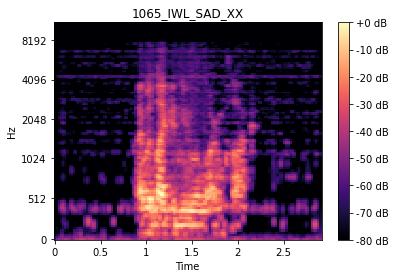 1065_IWL_SAD_XX
8192
4096
2048
1024
512
0
Hz
0 0.5 1 1.5 2 2.5
Time
+0 dB
-10 dB
-20 dB
-30 dB
-40 dB
-50 dB
-60 dB
-70 dB
-80 dB